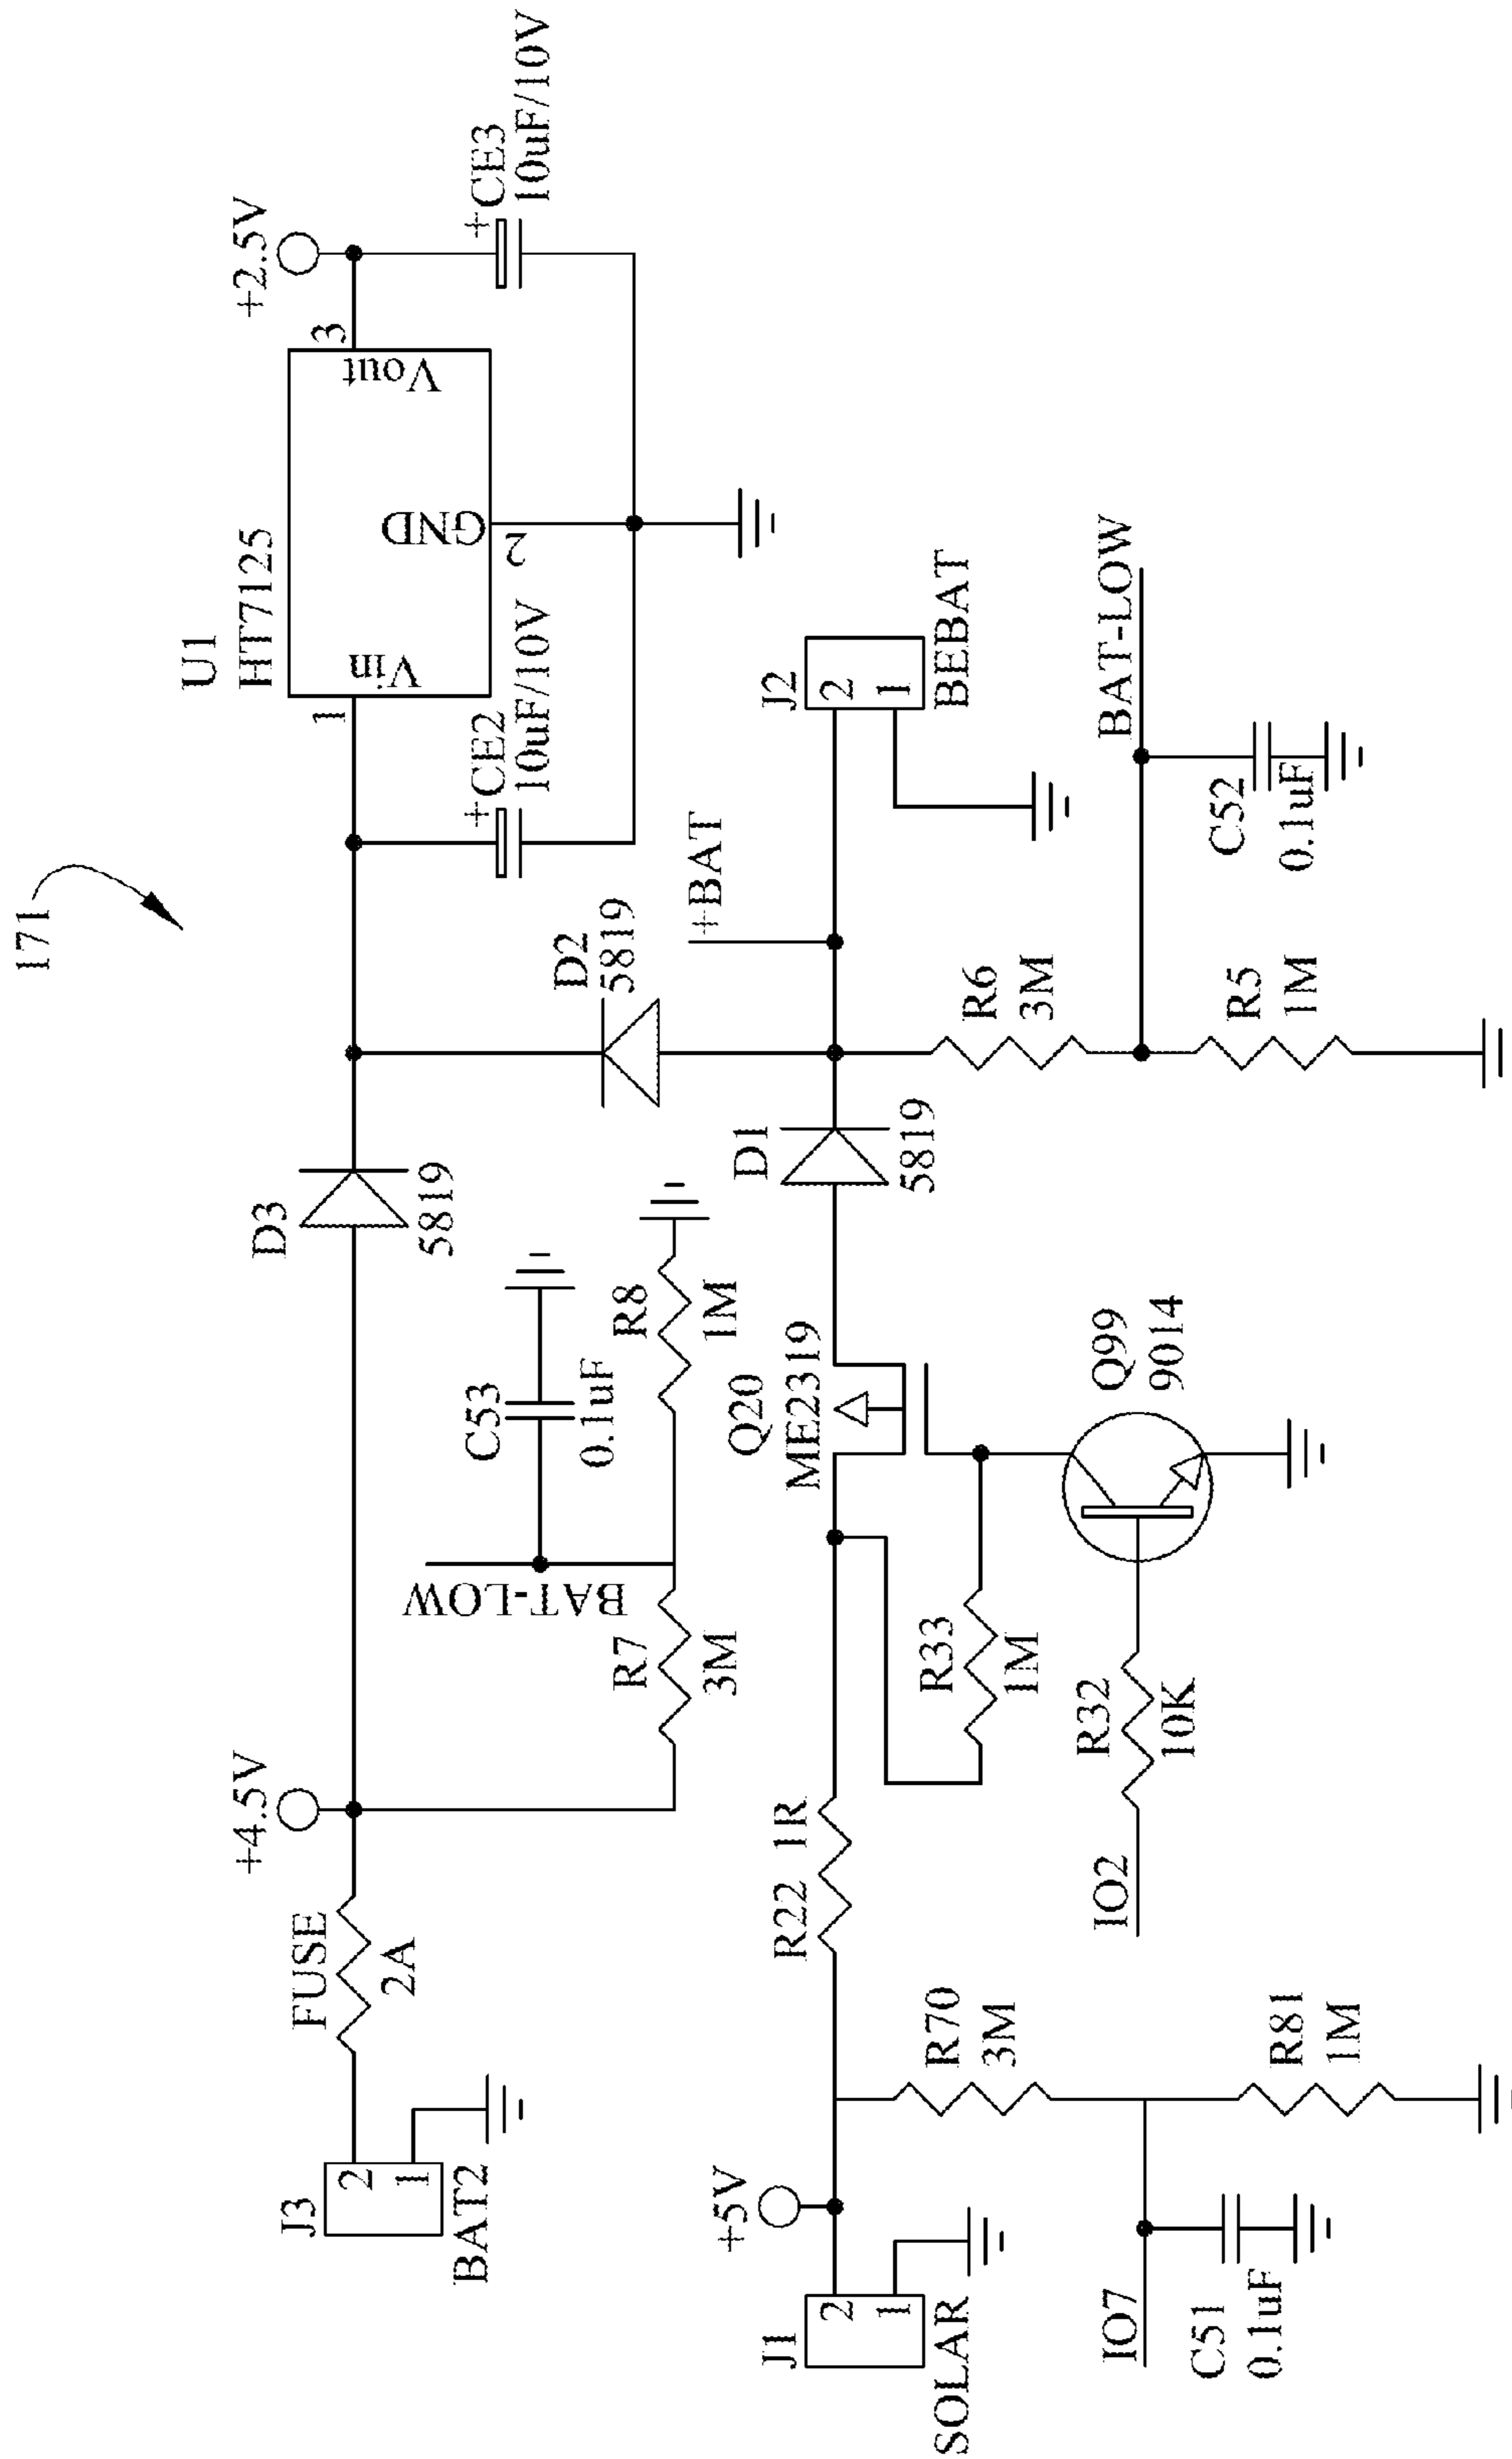 171
U1
HT7125
1
Vin
GND
2
Vout
3
+2.5V
+CE2
10uF/10V
+CE3
10uF/10V
J3
2
1
BAT2
FUSE
2A
+4.5V
D3
5819
D2
5819
BAT-LOW
C53
0.1uF
R7
3M
R8
1M
J1
2
1
SOLAR
+5V
R22 1R
Q20
ME2319
D1
5819
+BAT
J2
2
1
BEBAT
R70
3M
R33
1M
R6
3M
IO7
C51
0.1uF
R81
1M
IO2
R32
10K
Q99
9014
R5
1M
BAT-LOW
C52
0.1uF